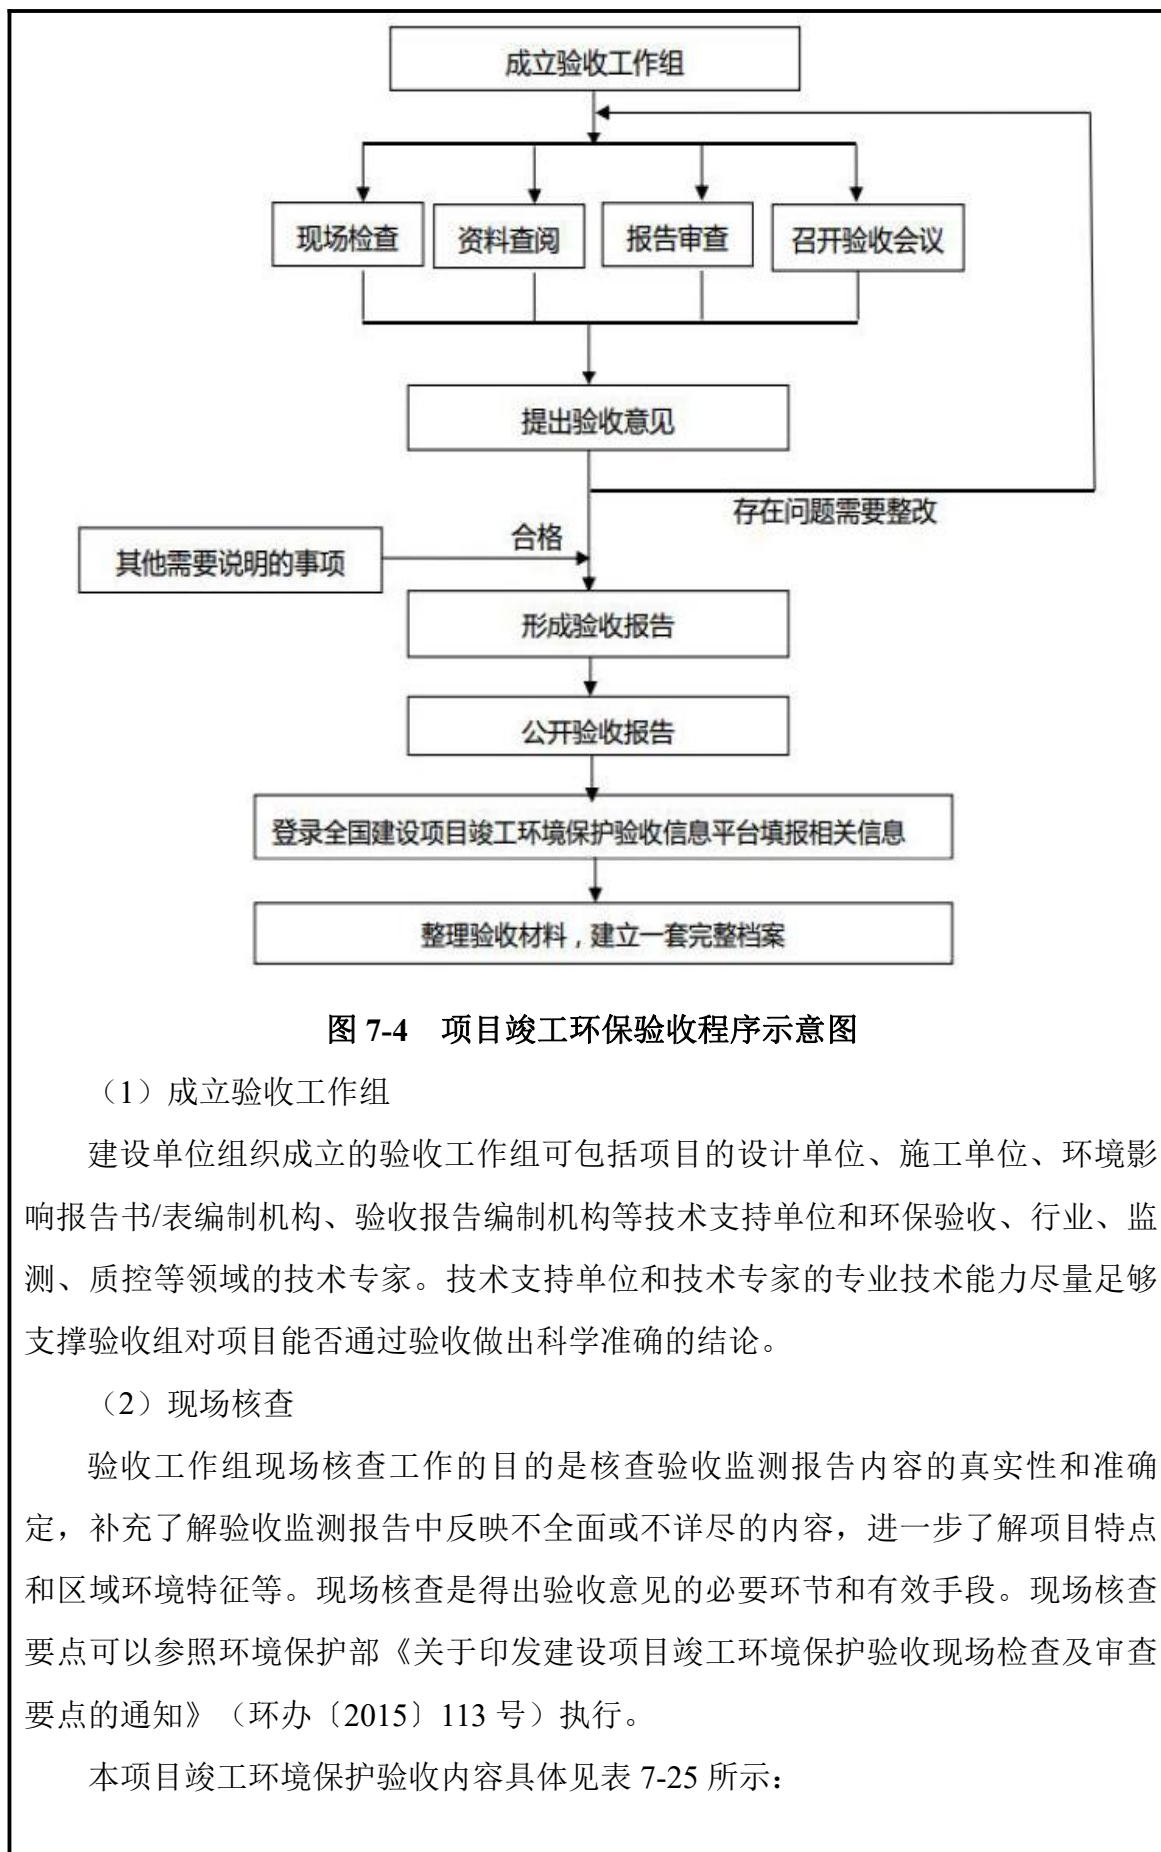 成立验收工作组
现场检查 资料查阅 报告审查 召开验收会议
提出验收意见
存在问题需要整改
合格
其他需要说明的事项
形成验收报告
公开验收报告
登录全国建设项目竣工环境保护验收信息平台填报相关信息
整理验收材料，建立一套完整档案
图 7-4 项目竣工环保验收程序示意图
（1）成立验收工作组
建设单位组织成立的验收工作组可包括项目的设计单位、施工单位、环境影
响报告书/表编制机构、验收报告编制机构等技术支持单位和环保验收、行业、监
测、质控等领域的技术专家。技术支持单位和技术专家的专业技术能力尽量足够
支撑验收组对项目能否通过验收做出科学准确的结论。
（2）现场核查
验收工作组现场核查工作的目的是核查验收监测报告内容的真实性和准确
定，补充了解验收监测报告中反映不全面或不详尽的内容，进一步了解项目特点
和区域环境特征等。现场核查是得出验收意见的必要环节和有效手段。现场核查
要点可以参照环境保护部《关于印发建设项目竣工环境保护验收现场检查及审查
要点的通知》（环办〔2015〕113 号）执行。
本项目竣工环境保护验收内容具体见表 7-25 所示：